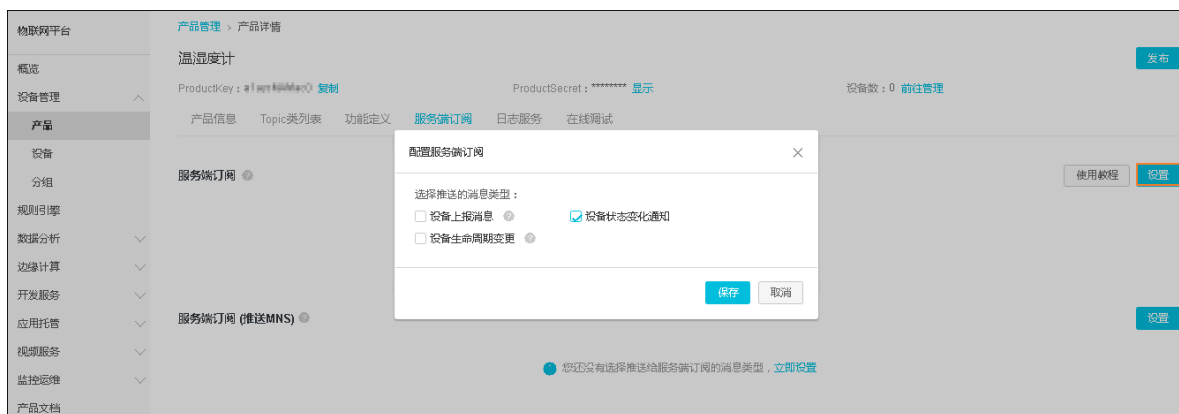 物联网平台
概览
设备管理
产品
设备
分组
规则引擎
数据分析
边缘计算
开发服务
应用托管
视频服务
监控运维
产品文档
产品管理 > 产品详情
温湿度计
发布
ProductKey : 复制
ProductSecret : ******** 显示
设备数 : 0 前往管理
产品信息 Topic类列表 功能定义 服务端订阅 日志服务 在线调试
服务端订阅
使用教程 设置
配置服务端订阅
选择推送的消息类型 :
设备上报消息 设备状态变化通知
设备生命周期变更
保存 取消
服务端订阅 (推送MNS)
设置
您还没有选择推送给服务端订阅的消息类型 , 立即设置